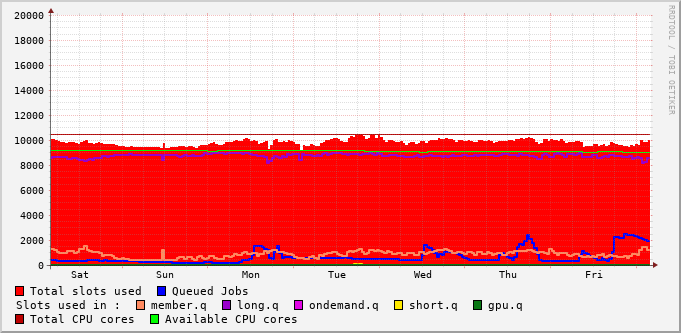 RRDTOOL / TOBI OETIKER
20000
18000
16000
14000
12000
10000
8000
6000
4000
2000
0
Sat Sun Mon Tue Wed Thu Fri
Total slots used Queued Jobs
Slots used in : member.q long.q ondemand.q short.q gpu.q
Total CPU cores Available CPU cores